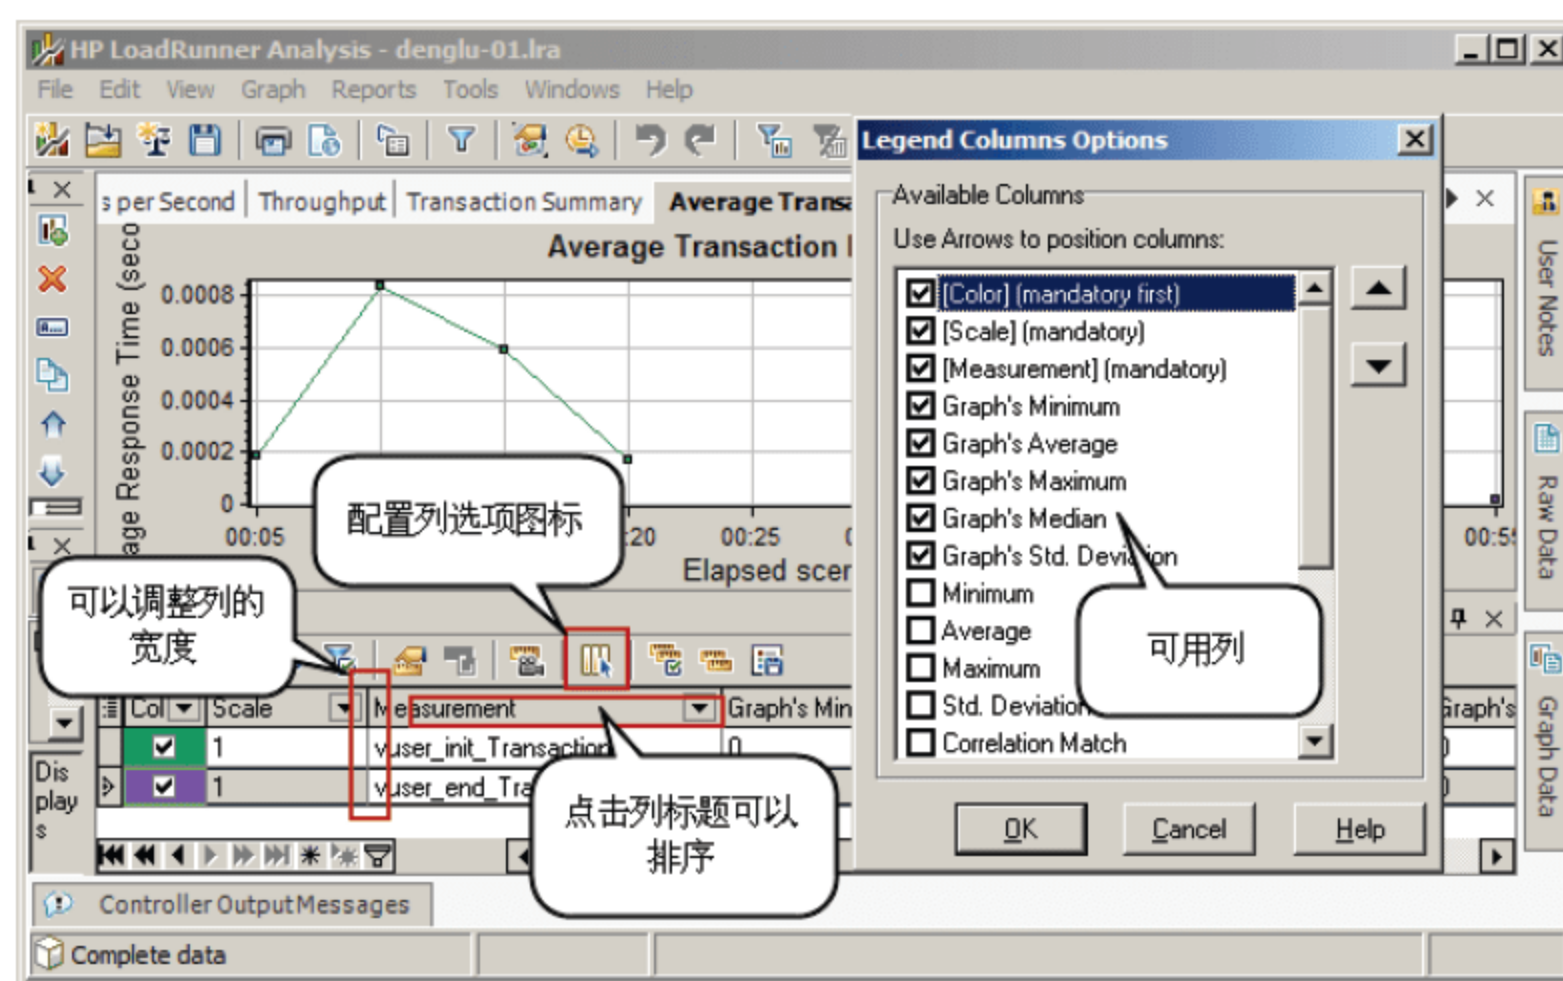 HP LoadRunner Analysis - denglu-01.lra
File Edit View Graph Reports Tools Windows Help
s per Second Throughput Transaction Summary Average Transa
Average Transaction
age Response Time (seco
0.0008
0.0006
0.0004
0.0002
0
00:05 :20 00:25
Elapsed scer
配置列选项图标
可以调整列的
宽度
Col Scale Measurement Graph's Min
1 vuser_init_Transaction 0
1 vuser_end_Tra
点击列标题可以
排序
Dis
play
s
Legend Columns Options
Available Columns
Use Arrows to position columns:
[Color] (mandatory first)
[Scale] (mandatory)
[Measurement] (mandatory)
Graph's Minimum
Graph's Average
Graph's Maximum
Graph's Median
Graph's Std. Deviation
Minimum
Average
Maximum
Std. Deviation
Correlation Match
可用列
OK Cancel Help
00:5
Graph's
User Notes
Raw Data
Graph Data
Controller Output Messages
Complete data